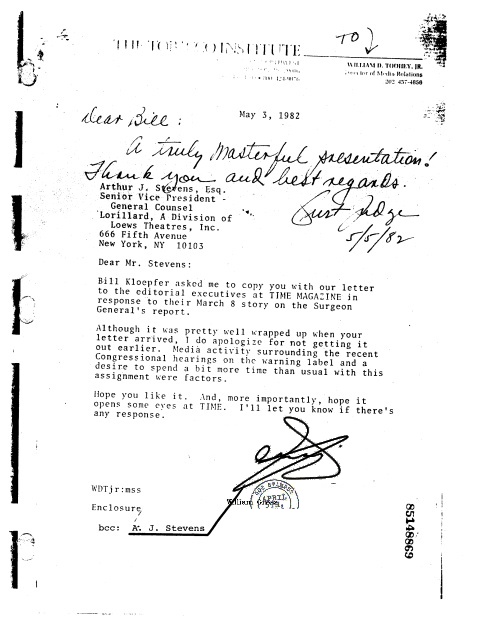 THE TOBACCO INSTITUTE
TO
WILLIAM D. TOOHEY, JR.
Director of Media Relations
202 457-4856
May 3, 1982
Dear Bill:
A truly masterful presentation!
Thank you and best regards.
Curt Judge
5/5/82
Arthur J. Stevens, Esq.
Senior Vice President -
General Counsel
Lorillard, A Division of
Loews Theatres, Inc.
666 Fifth Avenue
New York, NY 10103
Dear Mr. Stevens:
Bill Kloepfer asked me to copy you with our letter
to the editorial executives at TIME MAGAZINE in
response to their March 8 story on the Surgeon
General's report.
Although it was pretty well wrapped up when your
letter arrived, I do apologize for not getting it
out earlier. Media activity surrounding the recent
Congressional hearings on the warning label and a
desire to spend a bit more time than usual with this
assignment were factors.
Hope you like it. And, more importantly, hope it
opens some eyes at TIME. I'll let you know if there's
any response.
WDTjr:mss
William
APRIL
Enclosure
bcc: A. J. Stevens
85148869